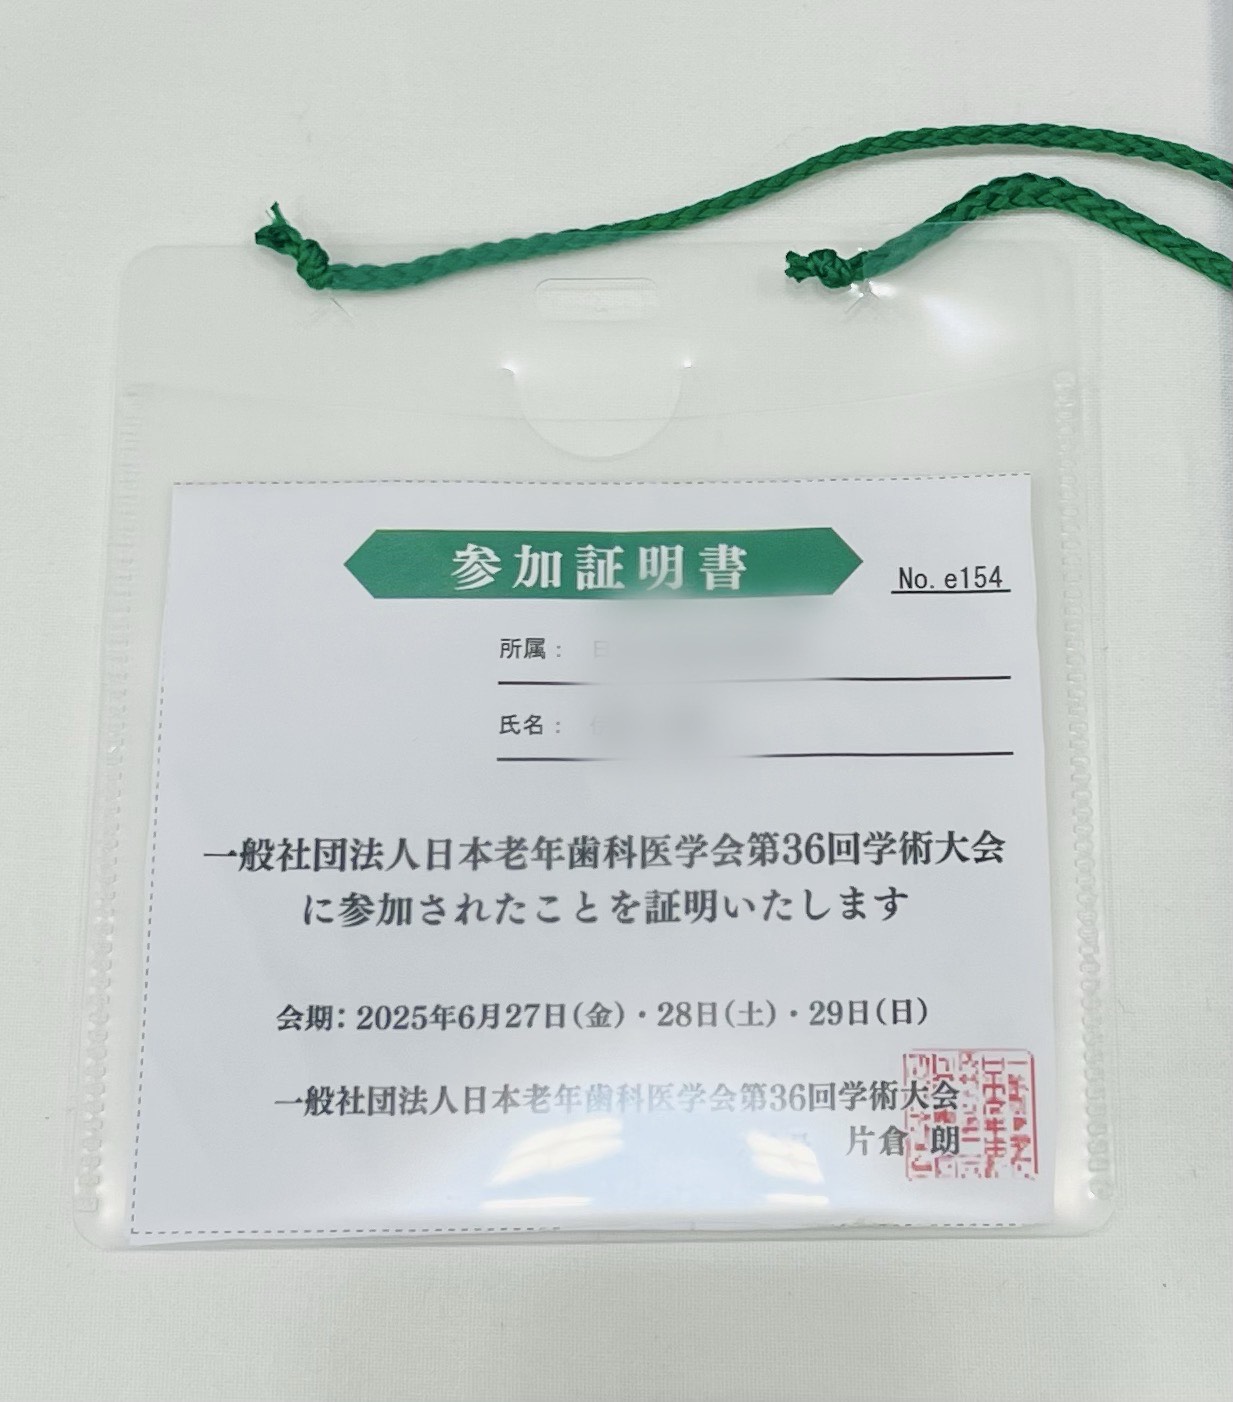 参加証明書
No. e154
所属：
氏名：
一般社団法人日本老年歯科医学会第36回学術大会
に参加されたことを証明いたします
会期：2025年6月27日(金)・28日(土)・29日(日)
一般社団法人日本老年歯科医学会第36回学術大会
片倉 朗